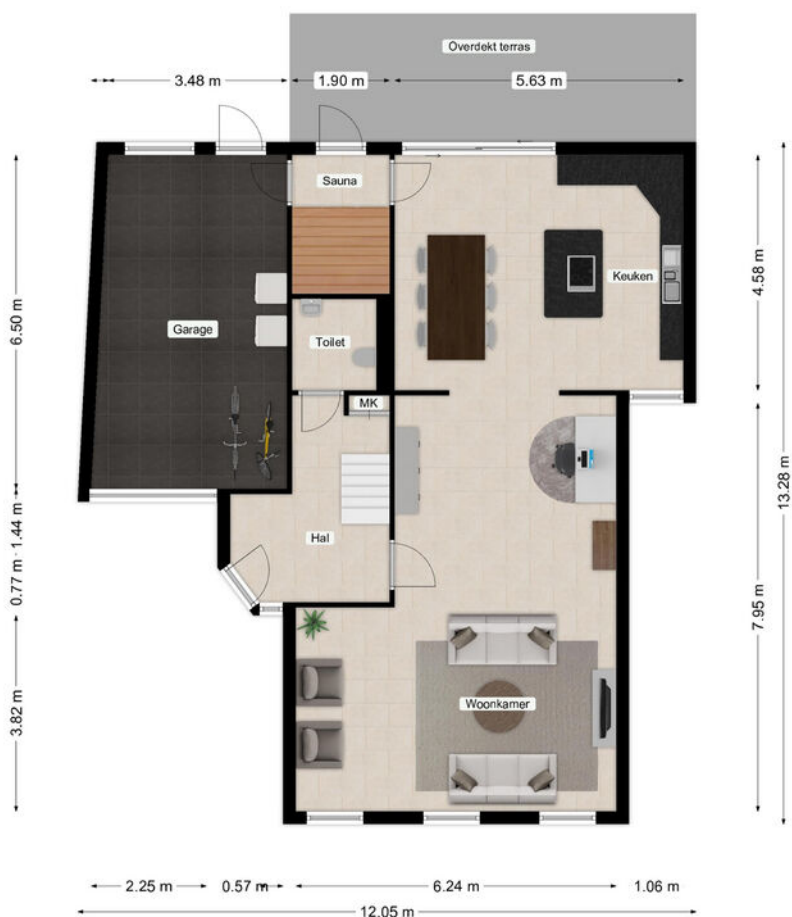 Overdekt terras
3.48 m
1.90 m
5.63 m
Sauna
Keuken
4.58 m
6.50 m
Garage
Toilet
MK
13.28 m
1.44 m
Hal
0.77 m
7.95 m
3.82 m
Woonkamer
2.25 m
0.57 m
6.24 m
1.06 m
12.05 m